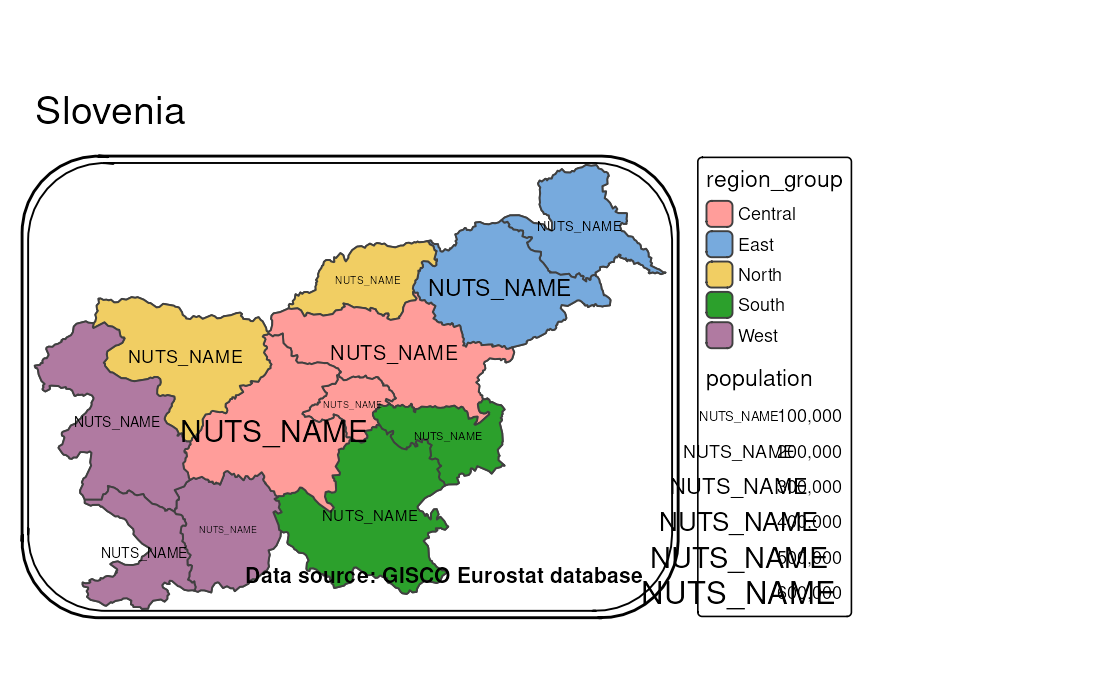 Slovenia
NUTS_NAME
NUTS_NAME
NUTS_NAME
NUTS_NAME
NUTS_NAME
NUTS_NAME
NUTS_NAME
NUTS_NAME
NUTS_NAME
NUTS_NAME
NUTS_NAME
NUTS_NAME
Data source: GISCO Eurostat database
region_group
Central
East
North
South
West
population
NUTS_NAME 100,000
NUTS_NAME 200,000
NUTS_NAME 300,000
NUTS_NAME 400,000
NUTS_NAME 500,000
NUTS_NAME 600,000